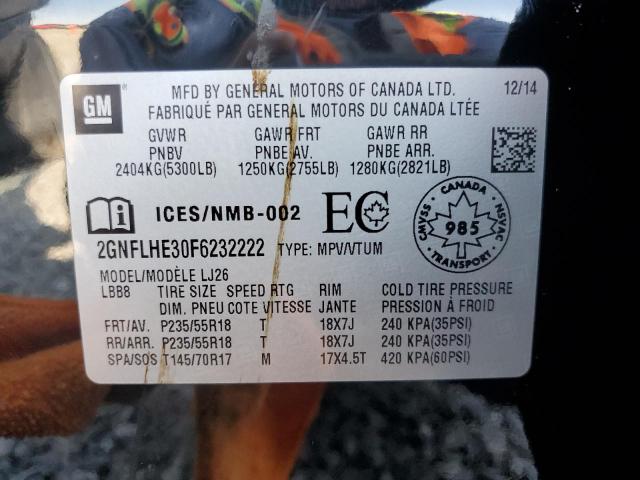 GM
MFD BY GENERAL MOTORS OF CANADA LTD. 12/14
FABRIQUÉ PAR GENERAL MOTORS DU CANADA LTÉE
GVWR GAWR FRT GAWR RR
PNBV PNBE AV. PNBE ARR.
2404KG(5300LB) 1250KG(2755LB) 1280KG(2821LB)
ICES/NMB-002 EC
CANADA
CMVSS 985 NSVAC
TRANSPORT
2GNFLHE30F6232222 TYPE: MPV/VTUM
MODEL/MODÈLE LJ26
LBB8 TIRE SIZE SPEED RTG RIM COLD TIRE PRESSURE
DIM. PNEU COTE VITESSE JANTE PRESSION À FROID
FRT/AV. P235/55R18 T 18X7J 240 KPA(35PSI)
RR/ARR. P235/55R18 T 18X7J 240 KPA(35PSI)
SPA/SOS T145/70R17 M 17X4.5T 420 KPA(60PSI)